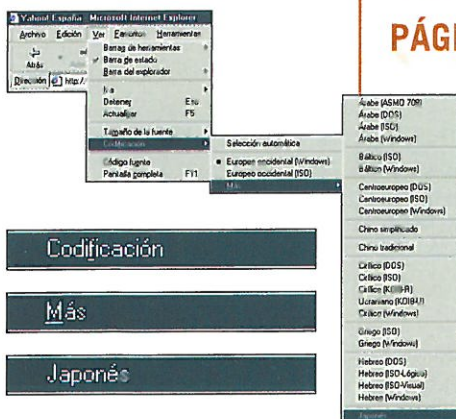 Yahoo! España - Microsoft Internet Explorer
Archivo Edición Ver Favoritos Herramientas
Atrás
Dirección http://
Barras de herramientas
Barra de estado
Barra del explorador
Ir a
Detener Esc
Actualizar F5
Tamaño de la fuente
Codificación
Código fuente
Pantalla completa F11
Selección automática
Europeo occidental (Windows)
Europeo occidental (ISO)
Más
PÁGI
Árabe (ASMO 708)
Árabe (DOS)
Árabe (ISO)
Árabe (Windows)
Báltico (ISO)
Báltico (Windows)
Centroeuropeo (DOS)
Centroeuropeo (ISO)
Centroeuropeo (Windows)
Chino simplificado
Chino tradicional
Cirílico (DOS)
Cirílico (ISO)
Cirílico (KOI8-R)
Ucraniano (KOI8-U)
Cirílico (Windows)
Griego (ISO)
Griego (Windows)
Hebreo (DOS)
Hebreo (ISO-Lógico)
Hebreo (ISO-Visual)
Hebreo (Windows)
Japonés
Codificación
Más
Japonés